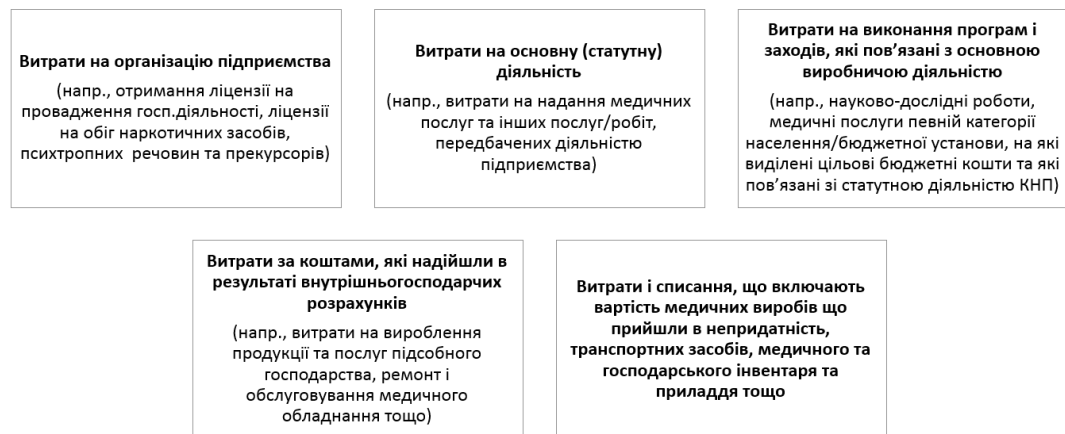 Витрати на організацію підприємства
(напр., отримання ліцензії на
провадження госп.діяльності, ліцензії
на обіг наркотичних засобів,
психтропних речовин та прекурсорів)
Витрати на основну (статутну)
діяльність
(напр., витрати на надання медичних
послуг та інших послуг/робіт,
передбачених діяльністю
підприємства)
Витрати на виконання програм і
заходів, які пов’язані з основною
виробничою діяльністю
(напр., науково-дослідні роботи,
медичні послуги певній категорії
населення/бюджетної установи, на які
виділені цільові бюджетні кошти та які
пов’язані зі статутною діяльністю КНП)
Витрати за коштами, які надійшли в
результаті внутрішньогосподарчих
розрахунків
(напр., витрати на вироблення
продукції та послуг підсобного
господарства, ремонт і
обслуговування медичного
обладнання тощо)
Витрати і списання, що включають
вартість медичних виробів що
прийшли в непридатність,
транспортних засобів, медичного та
господарського інвентаря та
приладдя тощо